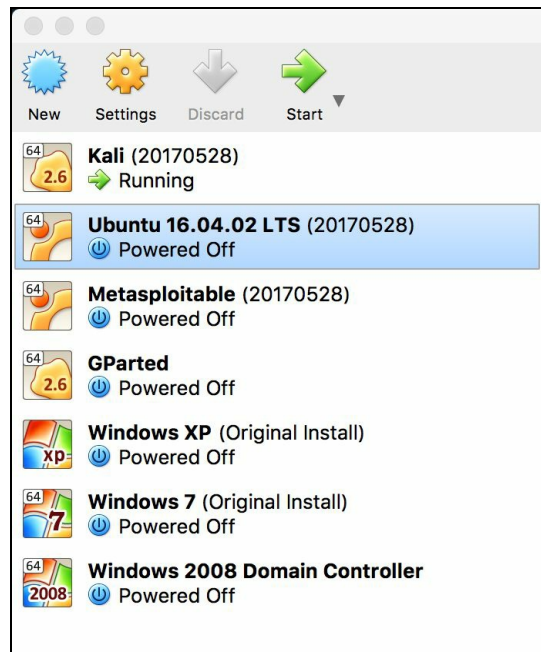 New Settings Discard Start
64
2.6
Kali (20170528)
Running
64
Ubuntu 16.04.02 LTS (20170528)
Powered Off
64
Metasploitable (20170528)
Powered Off
64
2.6
GParted
Powered Off
xp
Windows XP (Original Install)
Powered Off
64
7
Windows 7 (Original Install)
Powered Off
64
2008
Windows 2008 Domain Controller
Powered Off